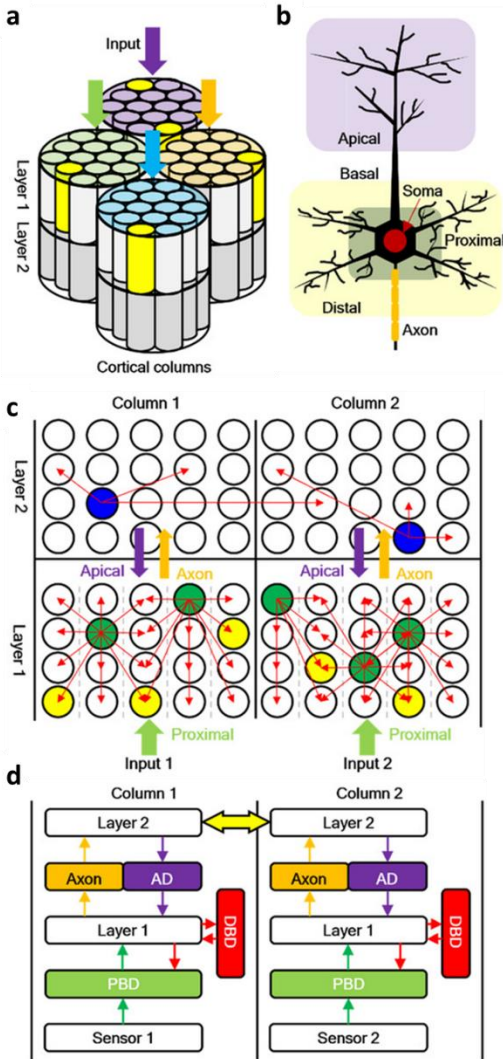 a
Input
Layer 1
Layer 2
Cortical columns
b
Apical
Basal
Soma
Proximal
Distal
Axon
c
Column 1
Column 2
Layer 2
Apical
Axon
Apical
Axon
Layer 1
Proximal
Proximal
Input 1
Input 2
d
Column 1
Column 2
Layer 2
Layer 2
Axon
AD
Axon
AD
Layer 1
DBD
Layer 1
DBD
PBD
PBD
Sensor 1
Sensor 2